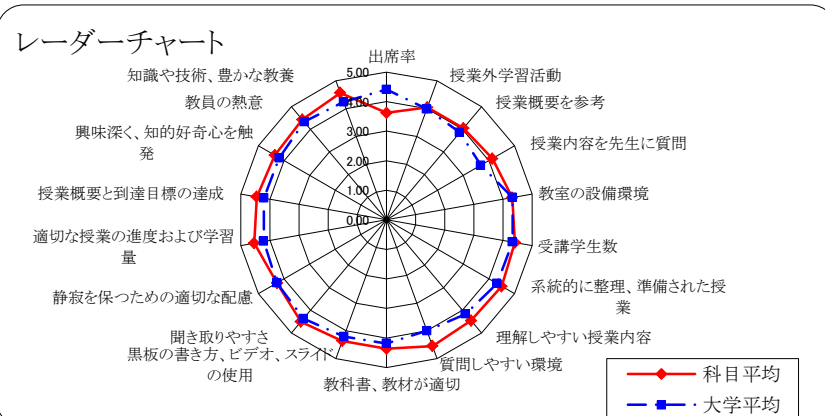 レーダーチャート
出席率
授業外学習活動
授業概要を参考
授業内容を先生に質問
教室の設備環境
受講学生数
系統的に整理、準備された授
業
理解しやすい授業内容
質問しやすい環境
教科書、教材が適切
黒板の書き方、ビデオ、スライド
の使用
聞き取りやすさ
静寂を保つための適切な配慮
適切な授業の進度および学習
量
授業概要と到達目標の達成
興味深く、知的好奇心を触
発
教員の熱意
知識や技術、豊かな教養
5.00
4.00
3.00
2.00
1.00
0.00
科目平均
大学平均